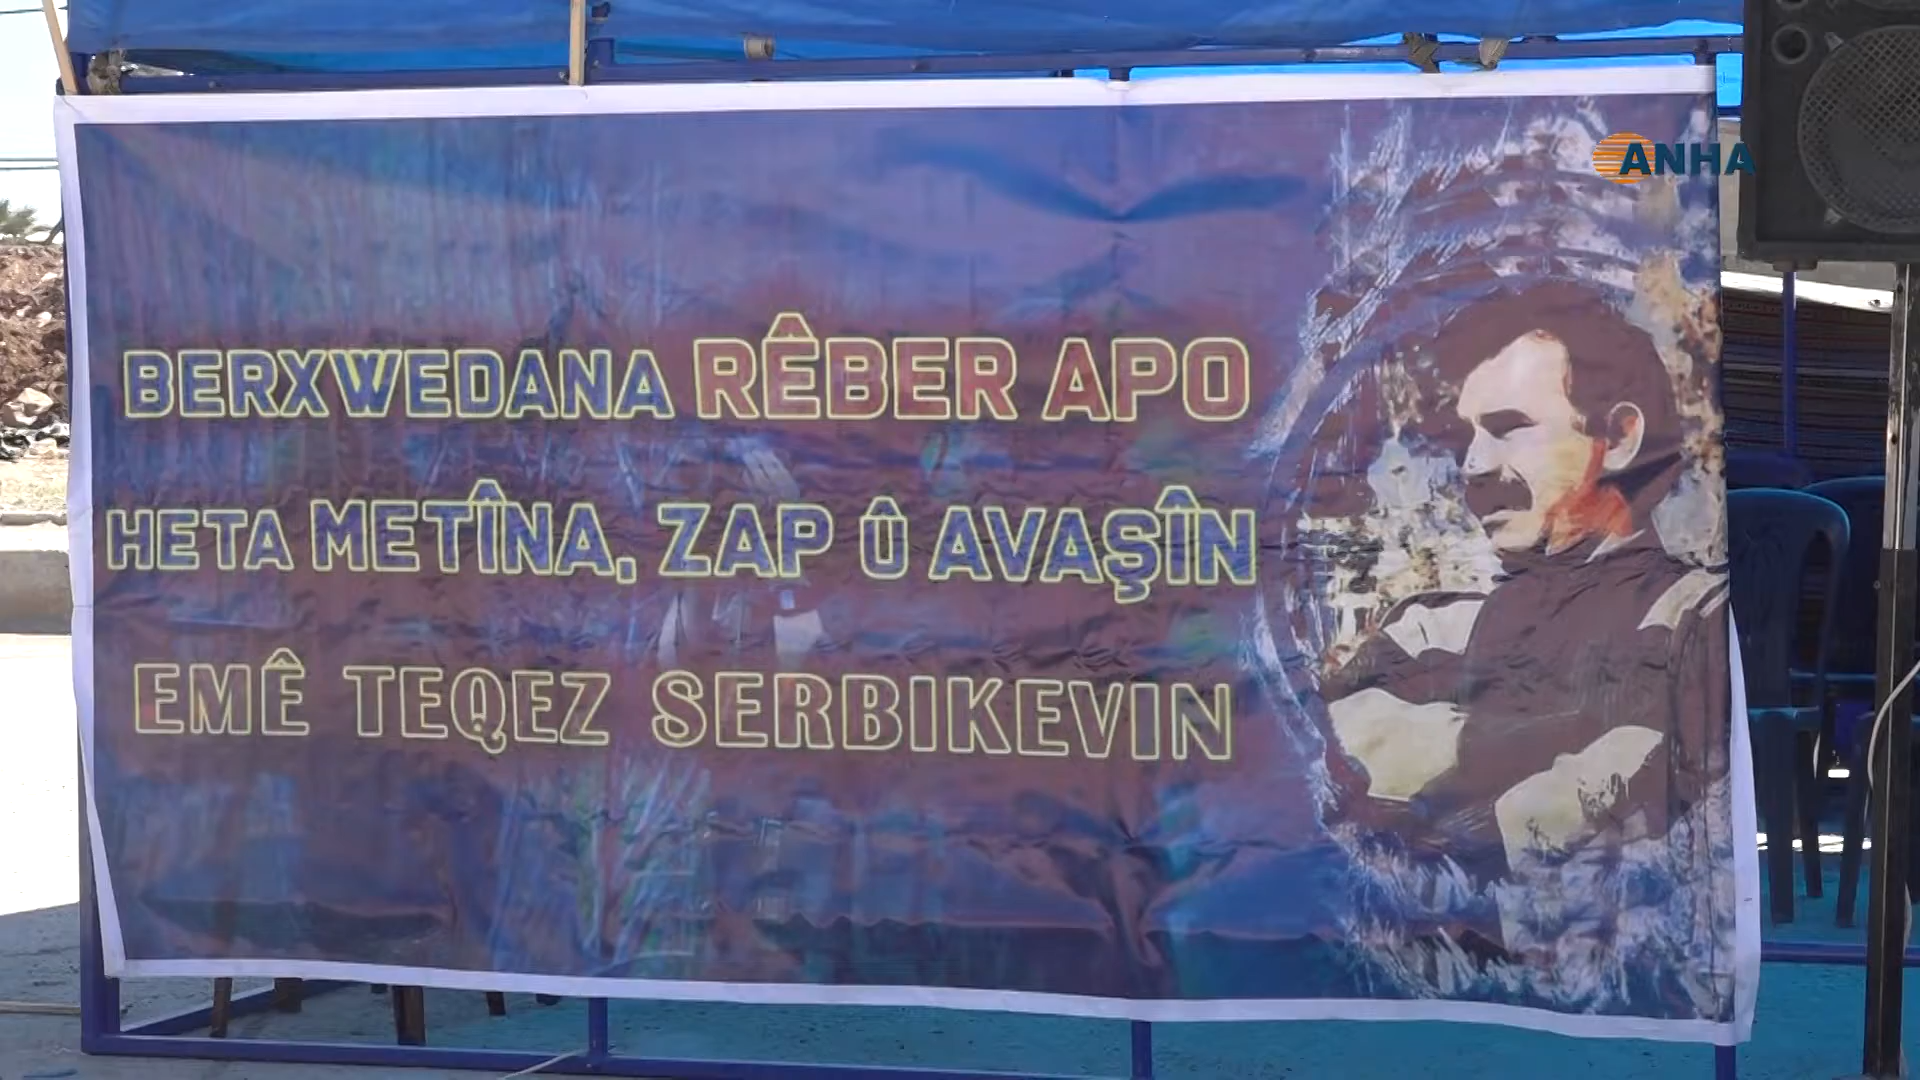 ANHA
BERXWEDANA RÊBER APO
HETA METÎNA, ZAP Û AVAŞÎN
EMÊ TEQEZ SERBIKEVIN